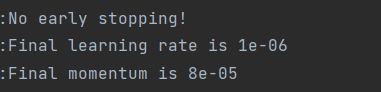 :No early stopping!
:Final learning rate is 1e-06
:Final momentum is 8e-05